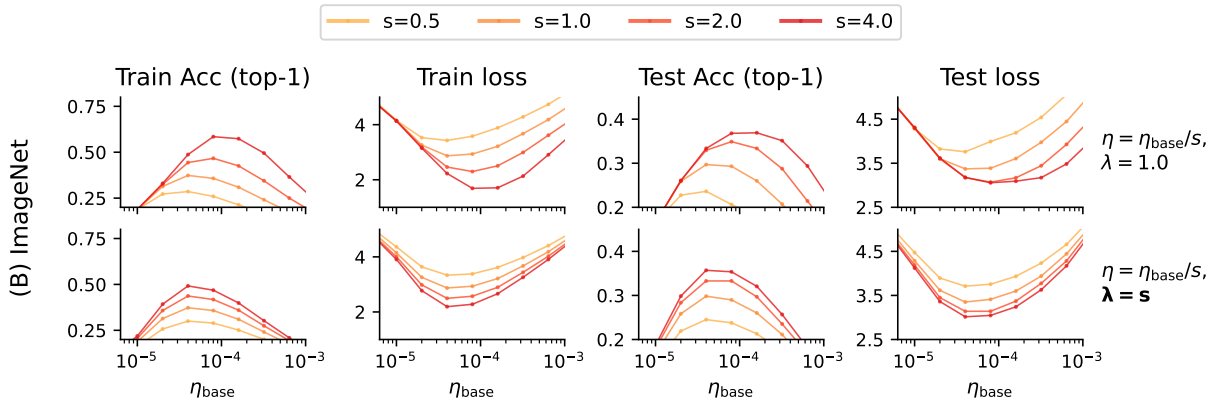 s=0.5 s=1.0 s=2.0 s=4.0
Train Acc (top-1) Train loss Test Acc (top-1) Test loss
(B) ImageNet
0.75
0.50
0.25
4
2
0.4
0.3
0.2
4.5
3.5
2.5
η = η_base/s,
λ = 1.0
0.75
0.50
0.25
4
2
0.4
0.3
0.2
4.5
3.5
2.5
η = η_base/s,
λ = s
10⁻⁵ 10⁻⁴ 10⁻³ 10⁻⁵ 10⁻⁴ 10⁻³ 10⁻⁵ 10⁻⁴ 10⁻³ 10⁻⁵ 10⁻⁴ 10⁻³
η_base η_base η_base η_base